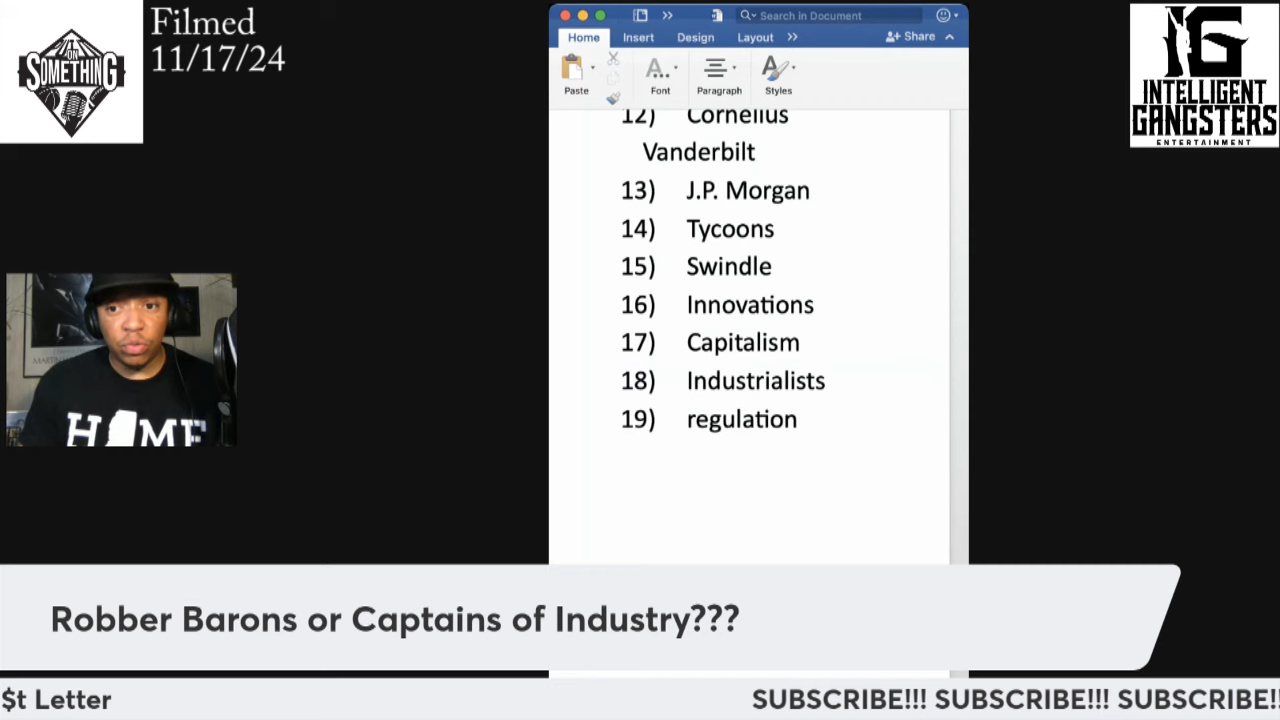 Filmed
11/17/24
ON
SOMETHING
Search in Document
Home
Insert
Design
Layout
Share
Paste
Font
Paragraph
Styles
12) Cornelius
Vanderbilt
13) J.P. Morgan
14) Tycoons
15) Swindle
16) Innovations
17) Capitalism
18) Industrialists
19) regulation
IG
INTELLIGENT
GANGSTERS
ENTERTAINMENT
H ME
Robber Barons or Captains of Industry???
$t Letter
SUBSCRIBE!!! SUBSCRIBE!!! SUBSCRIBE!!